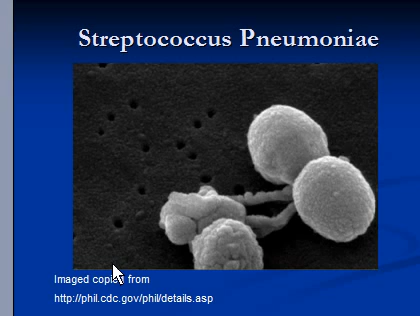 Streptococcus Pneumoniae
Imaged copied from
http://phil.cdc.gov/phil/details.asp